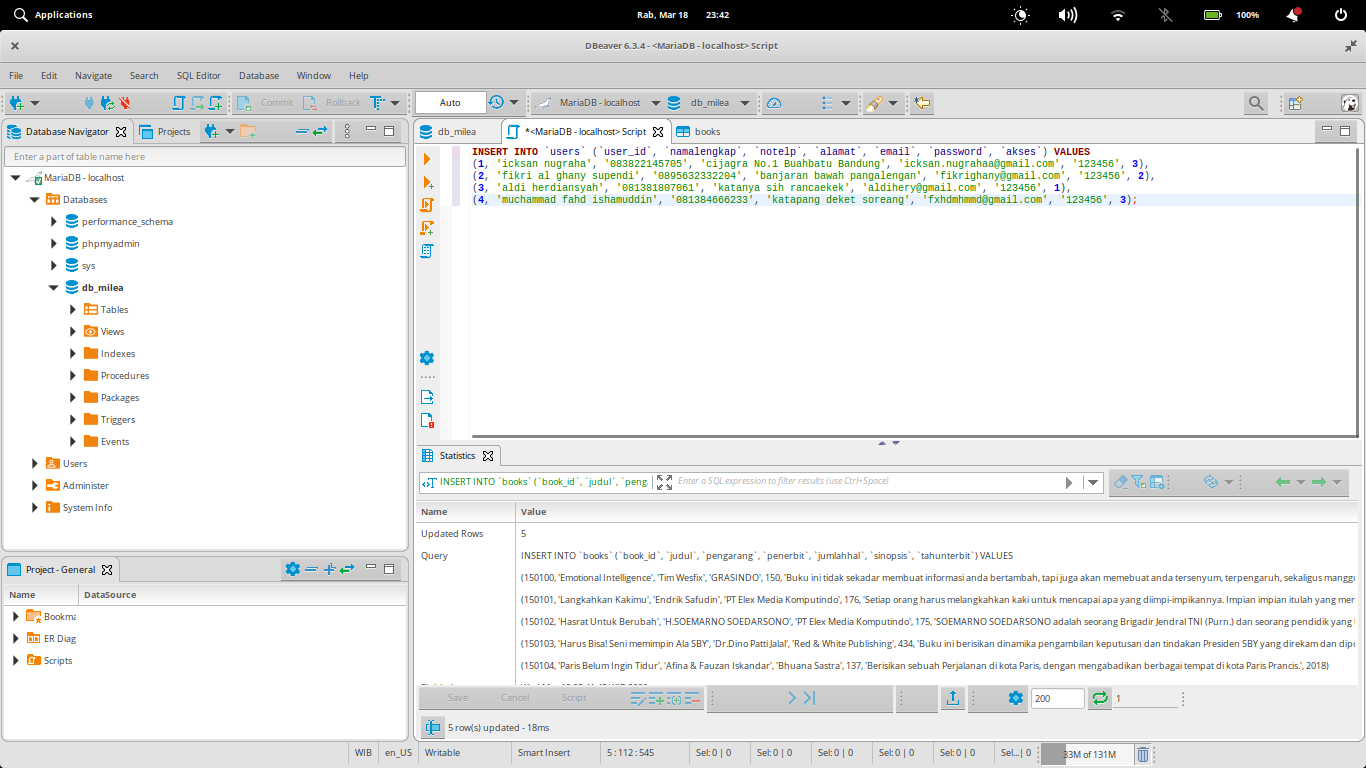 Applications
Rab, Mar 18 23:42
100%
DBeaver 6.3.4 - <MariaDB - localhost> Script
File Edit Navigate Search SQL Editor Database Window Help
Commit Rollback Auto MariaDB - localhost db_milea
Database Navigator Projects
Enter a part of table name here
MariaDB - localhost
Databases
performance_schema
phpmyadmin
sys
db_milea
Tables
Views
Indexes
Procedures
Packages
Triggers
Events
Users
Administer
System Info
Project - General
Name DataSource
Bookma
ER Diag
Scripts
db_milea *<MariaDB - localhost> Script books
INSERT INTO `users` (`user_id`, `namalengkap`, `notelp`, `alamat`, `email`, `password`, `akses`) VALUES
(1, 'icksan nugraha', '083822145705', 'cijagra No.1 Buahbatu Bandung', 'icksan.nugrahaa@gmail.com', '123456', 3),
(2, 'fikri al ghany supendi', '0895632332204', 'banjaran bawah pangalengan', 'fikrighany@gmail.com', '123456', 2),
(3, 'aldi herdiansyah', '081381807061', 'katanya sih rancaekek', 'aldihery@gmail.com', '123456', 1),
(4, 'muchammad fahd ishamuddin', '081384666233', 'katapang deket soreang', 'fxhdmhmmd@gmail.com', '123456', 3);
Statistics
INSERT INTO `books` (`book_id`, `judul`, `peng
Enter a SQL expression to filter results (use Ctrl+Space)
Name Value
Updated Rows 5
Query INSERT INTO `books` (`book_id`, `judul`, `pengarang`, `penerbit`, `jumlahhal`, `sinopsis`, `tahunterbit`) VALUES
(150100, 'Emotional Intelligence', 'Tim Wesfix', 'GRASINDO', 150, 'Buku ini tidak sekadar membuat informasi anda bertambah, tapi juga akan memebuat anda tersenyum, terpengaruh, sekaligus manggu
(150101, 'Langkahkan Kakimu', 'Endrik Safudin', 'PT Elex Media Komputindo', 176, 'Setiap orang harus melangkahkan kaki untuk mencapai apa yang diimpi-impikannya. Impian impian itulah yang mer
(150102, 'Hasrat Untuk Berubah', 'H.SOEMARNO SOEDARSONO', 'PT Elex Media Komputindo', 175, 'SOEMARNO SOEDARSONO adalah seorang Brigadir Jendral TNI (Purn.) dan seorang pendidik yang
(150103, 'Harus Bisa! Seni memimpin Ala SBY', 'Dr.Dino Patti Jalal', 'Red & White Publishing', 434, 'Buku ini berisikan dinamika pengambilan keputusan dan tindakan Presiden SBY yang direkam dan dipo
(150104, 'Paris Belum Ingin Tidur', 'Afina & Fauzan Iskandar', 'Bhuana Sastra', 137, 'Berisikan sebuah Perjalanan di kota Paris, dengan mengabadikan berbagai tempat di kota Paris Prancis.', 2018)
Save Cancel Script 200 1
5 row(s) updated - 18ms
WIB en_US Writable Smart Insert 5 : 112 : 545 Sel: 0 | 0 Sel: 0 | 0 Sel: 0 | 0 Sel: 0 | 0 Sel: 0 | 0 Sel...| 0 33M of 131M